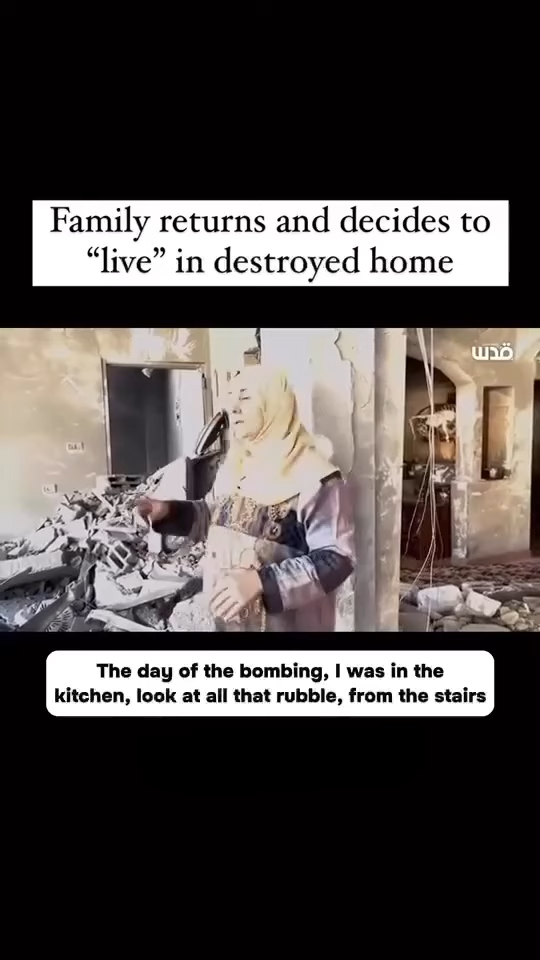 Family returns and decides to
“live” in destroyed home
قدس
The day of the bombing, I was in the
kitchen, look at all that rubble, from the stairs